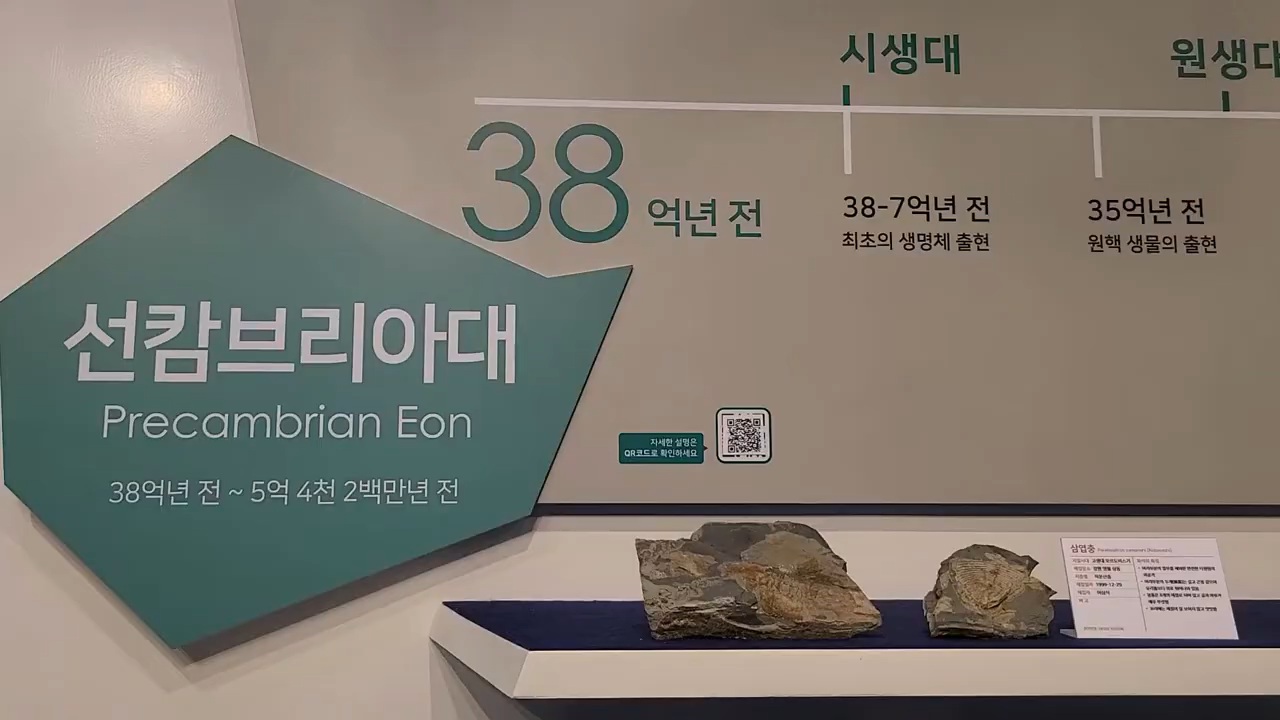 시생대
원생대
38 억년 전
38-7억년 전
최초의 생명체 출현
35억년 전
원핵 생물의 출현
선캄브리아대
Precambrian Eon
38억년 전 ~ 5억 4천 2백만년 전
자세한 설명은
QR코드로 확인하세요
삼엽충
1999-12-25